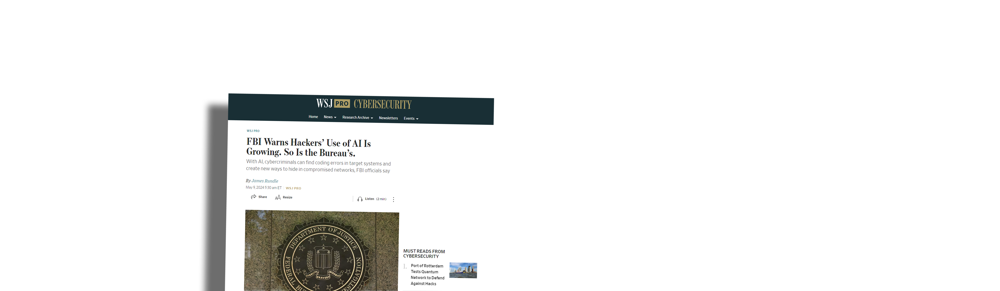 WSJ PRO CYBERSECURITY
Home News Research Archive Newsletters Events
WSJ PRO
FBI Warns Hackers’ Use of AI Is
Growing. So Is the Bureau’s.
With AI, cybercriminals can find coding errors in target systems and
create new ways to hide in compromised networks, FBI officials say
By James Rundle
May 9, 2024 5:30 am ET | WSJ PRO
Share Resize Listen (2 min)
DEPARTMENT OF JUSTICE
FEDERAL BU
ESTIGATION
FIDELITY BRAVERY INTEGRITY
MUST READS FROM
CYBERSECURITY
1. Port of Rotterdam
Tests Quantum
Network to Defend
Against Hacks